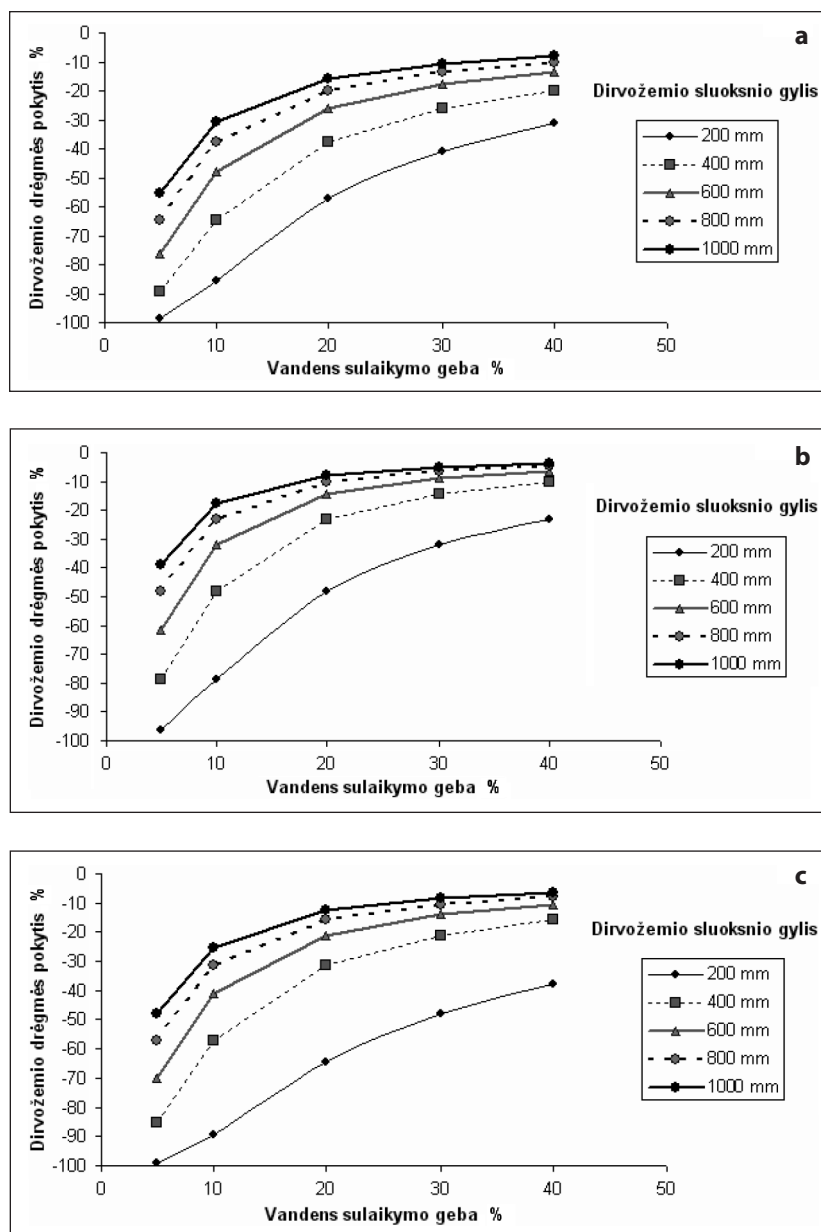 a
Dirvožemio drėgmės pokytis %
-0
-10
-20
-30
-40
-50
-60
-70
-80
-90
-100
0
10
20
30
40
50
Vandens sulaikymo geba %
Dirvožemio sluoksnio gylis
200 mm
400 mm
600 mm
800 mm
1000 mm
b
Dirvožemio drėgmės pokytis %
0
-10
-20
-30
-40
-50
-60
-70
-80
-90
-100
0
10
20
30
40
50
Vandens sulaikymo geba %
Dirvožemio sluoksnio gylis
200 mm
400 mm
600 mm
800 mm
1000 mm
c
Dirvožemio drėgmės pokytis %
0
-10
-20
-30
-40
-50
-60
-70
-80
-90
-100
0
10
20
30
40
50
Vandens sulaikymo geba %
Dirvožemio sluoksnio gylis
200 mm
400 mm
600 mm
800 mm
1000 mm